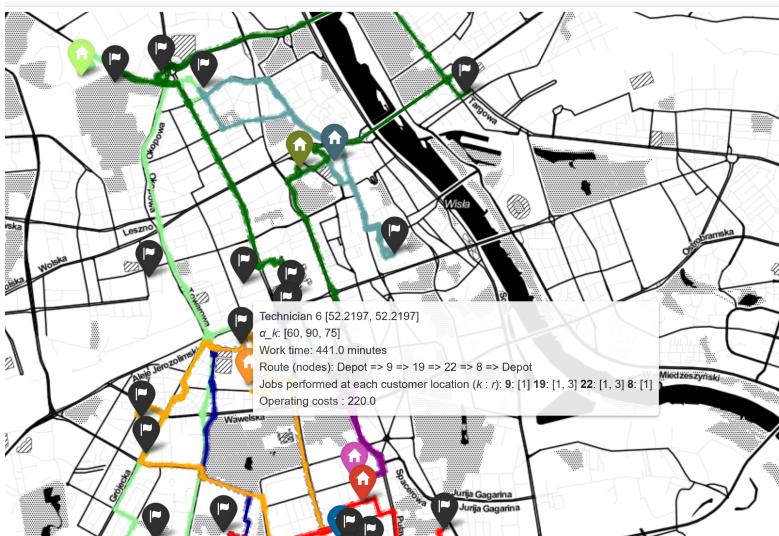 Targowa
Okopowa
Okopowa
Wisła
Leszno
Wolska
Ostrobramska
Technician 6 [52.2197, 52.2197]
α_k: [60, 90, 75]
Work time: 441.0 minutes
Route (nodes): Depot => 9 => 19 => 22 => 8 => Depot
Jobs performed at each customer location (k : r): 9: [1] 19: [1, 3] 22: [1, 3] 8: [1]
Operating costs : 220.0
Towarowa
Aleje Jerozolimskie
Miedzeszyński
Wawelska
Grójecka
Spacerowa
Jurija Gagarina
Jurija Gagarina